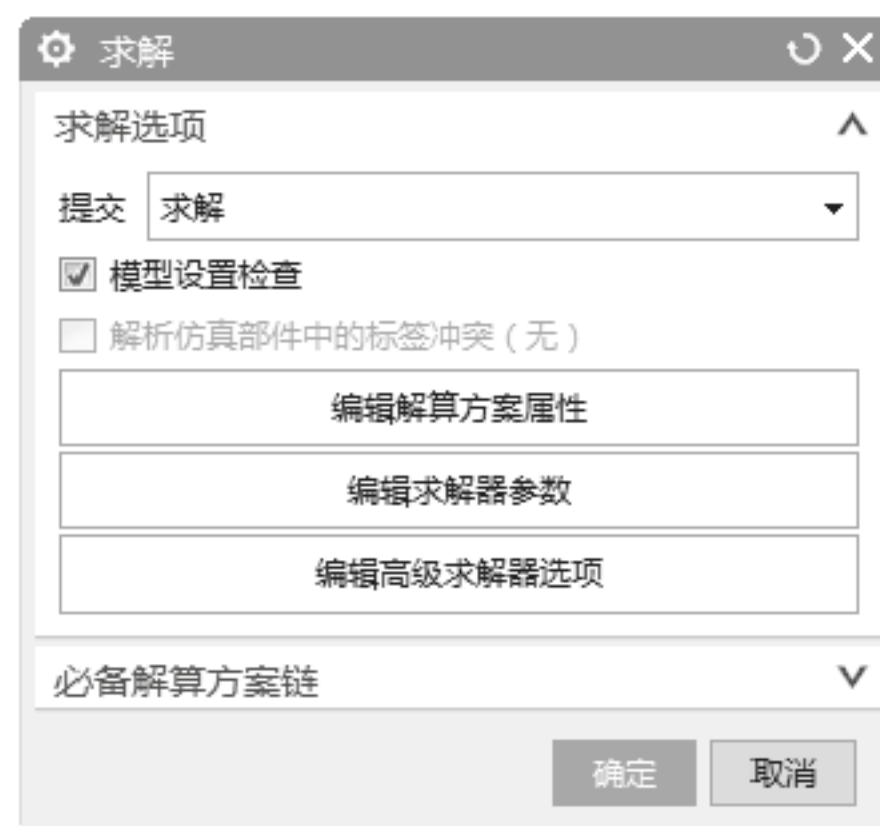 求解
求解选项
提交 求解
模型设置检查
解析仿真部件中的标签冲突（无）
编辑解算方案属性
编辑求解器参数
编辑高级求解器选项
必备解算方案链
确定 取消